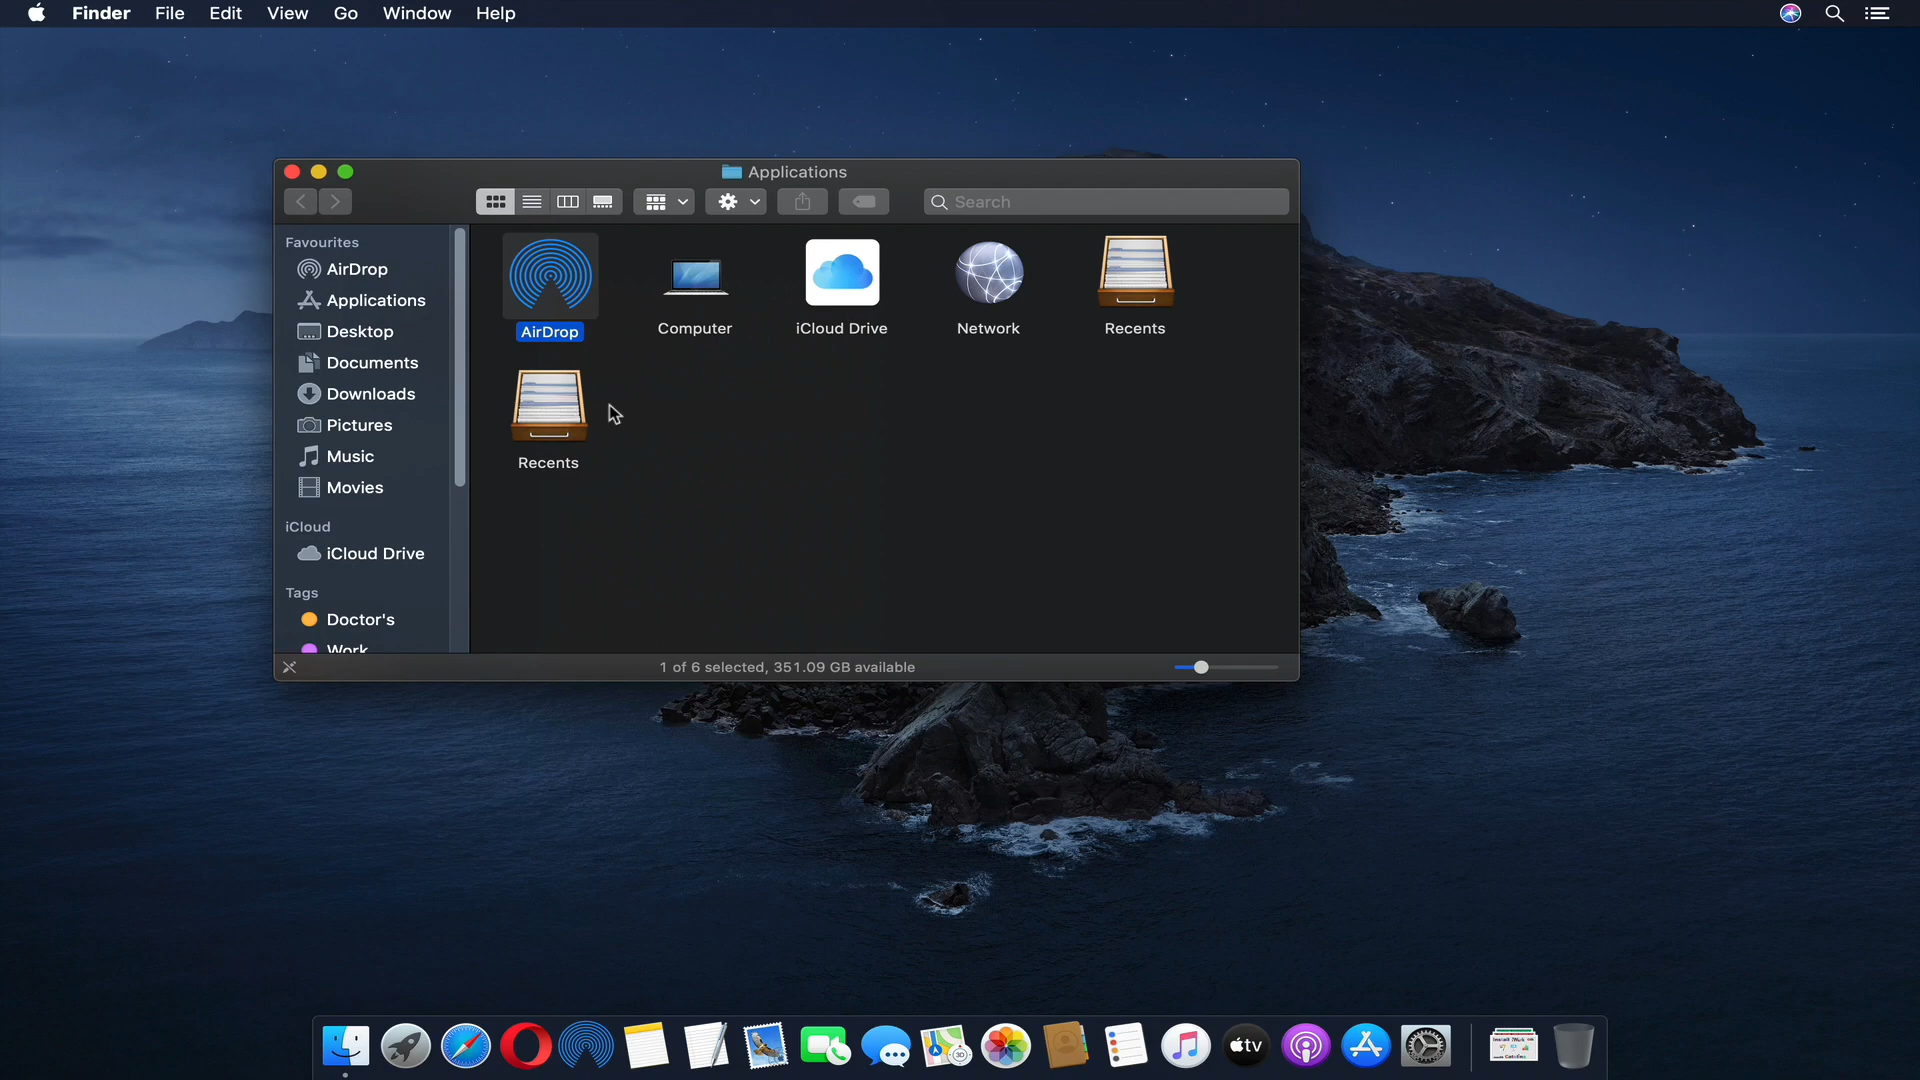 Finder File Edit View Go Window Help
Applications
Search
Favourites
AirDrop
Applications
Desktop
Documents
Downloads
Pictures
Music
Movies
iCloud
iCloud Drive
Tags
Doctor's
Work
AirDrop
Computer
iCloud Drive
Network
Recents
Recents
1 of 6 selected, 351.09 GB available
3D
tv